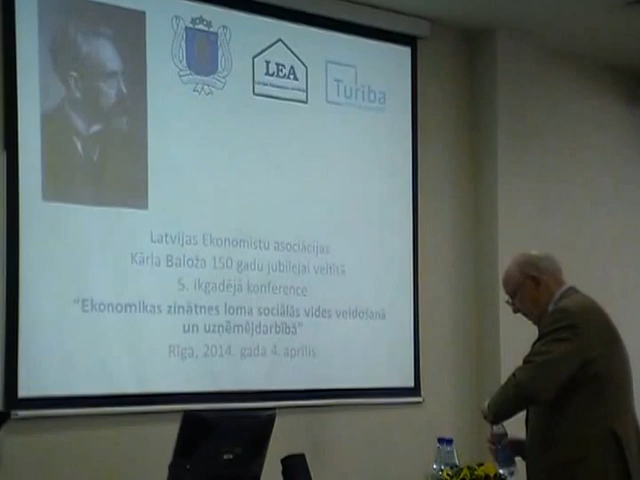 LEA
Turība
Latvijas Ekonomistu asociācijas
Kārļa Baloža 150 gadu jubilejai veltītā
5. ikgadējā konference
"Ekonomikas zinātnes loma sociālās vides veidošanā
un uzņēmējdarbībā"
Rīgā, 2014. gada 4. aprīlis